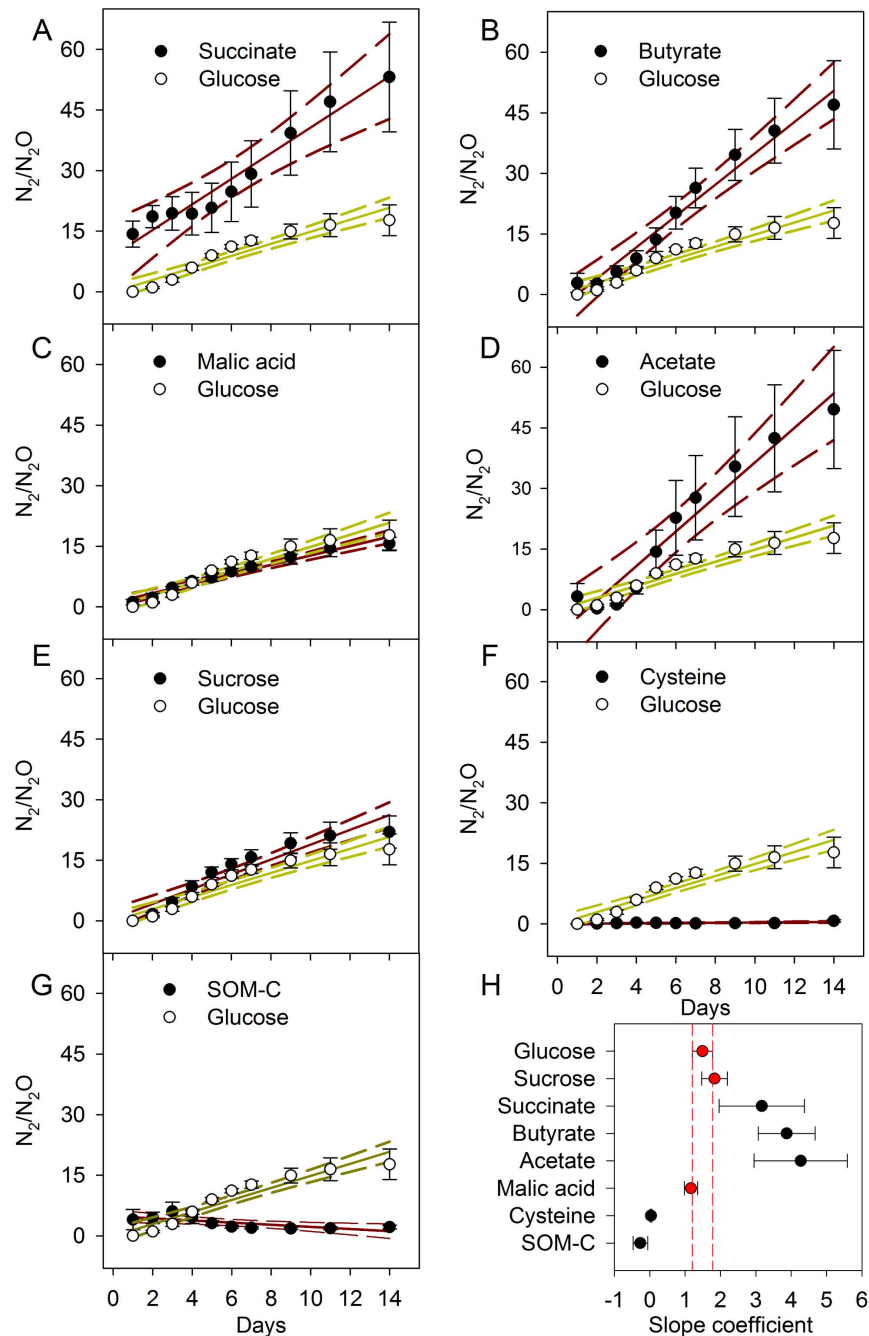 A
Succinate
Glucose
N₂/N₂O
60
45
30
15
0
B
Butyrate
Glucose
N₂/N₂O
60
45
30
15
0
C
Malic acid
Glucose
N₂/N₂O
60
45
30
15
0
D
Acetate
Glucose
N₂/N₂O
60
45
30
15
0
E
Sucrose
Glucose
N₂/N₂O
60
45
30
15
0
F
Cysteine
Glucose
N₂/N₂O
60
45
30
15
0
0 2 4 6 8 10 12 14
Days
G
SOM-C
Glucose
N₂/N₂O
60
45
30
15
0
0 2 4 6 8 10 12 14
Days
H
Glucose
Sucrose
Succinate
Butyrate
Acetate
Malic acid
Cysteine
SOM-C
-1 0 1 2 3 4 5 6
Slope coefficient